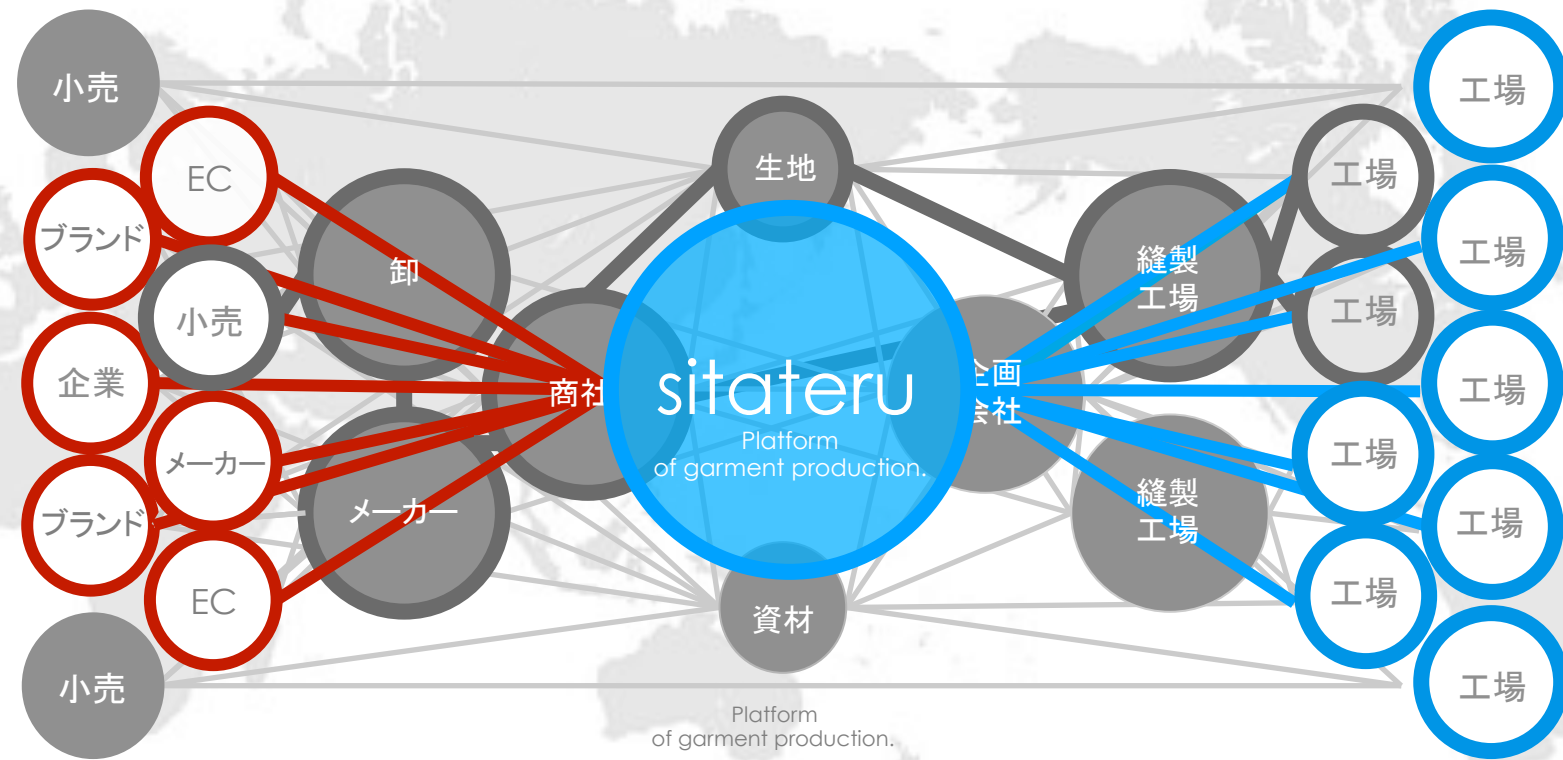 小売
EC
ブランド
小売
企業
メーカー
ブランド
EC
小売
卸
メーカー
商社
生地
sitateru
Platform
of garment production.
資材
Platform
of garment production.
企画
会社
縫製
工場
縫製
工場
工場
工場
工場
工場
工場
工場
工場
工場
工場